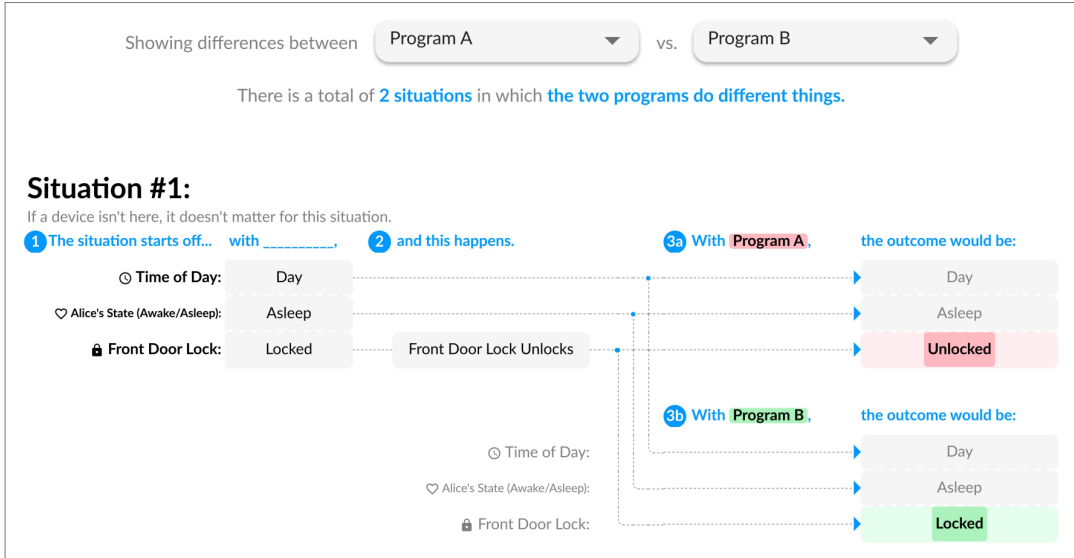 Showing differences between Program A vs. Program B
There is a total of 2 situations in which the two programs do different things.
Situation #1:
If a device isn't here, it doesn't matter for this situation.
1 The situation starts off... with __________, 2 and this happens. 3a With Program A, the outcome would be:
Time of Day: Day Day
Alice's State (Awake/Asleep): Asleep Asleep
Front Door Lock: Locked Front Door Lock Unlocks Unlocked
3b With Program B, the outcome would be:
Time of Day: Day
Alice's State (Awake/Asleep): Asleep
Front Door Lock: Locked